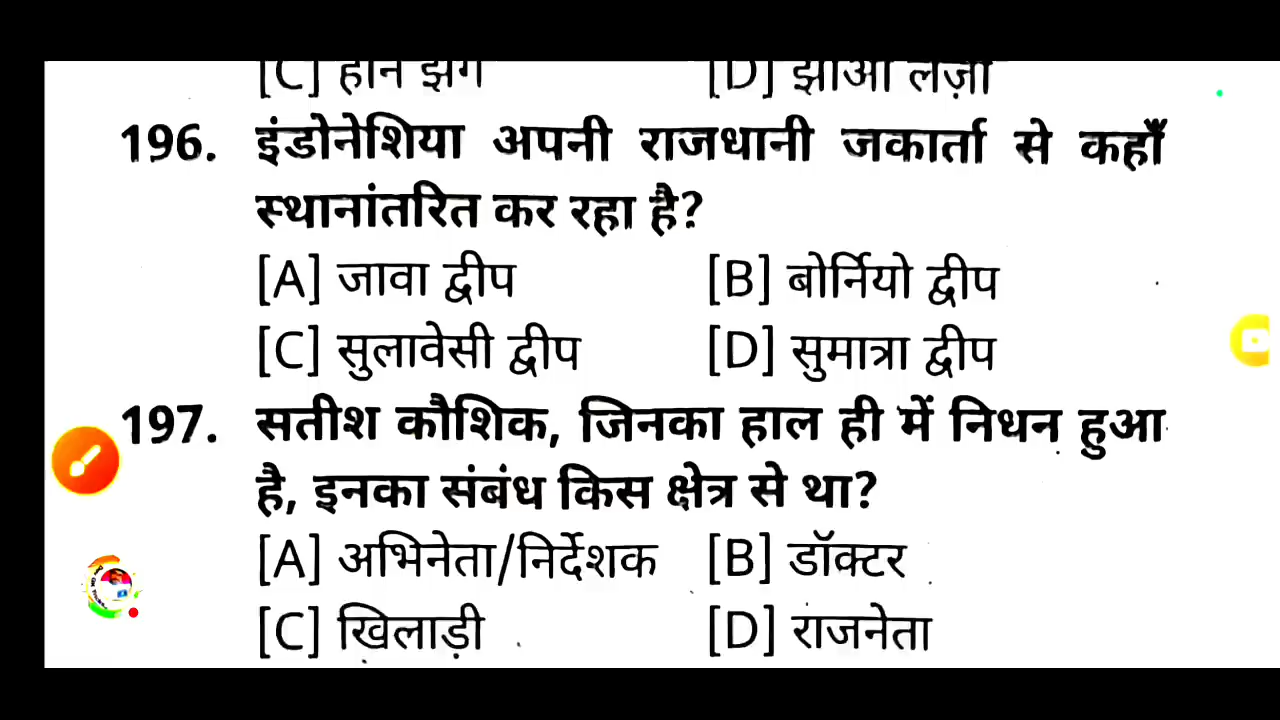 [C] हान झेंग [D] झाओ लेज़ी
196. इंडोनेशिया अपनी राजधानी जकार्ता से कहाँ
स्थानांतरित कर रहा है?
[A] जावा द्वीप [B] बोर्नियो द्वीप
[C] सुलावेसी द्वीप [D] सुमात्रा द्वीप
197. सतीश कौशिक, जिनका हाल ही में निधन हुआ
है, इनका संबंध किस क्षेत्र से था?
[A] अभिनेता/निर्देशक [B] डॉक्टर
[C] खिलाड़ी [D] राजनेता